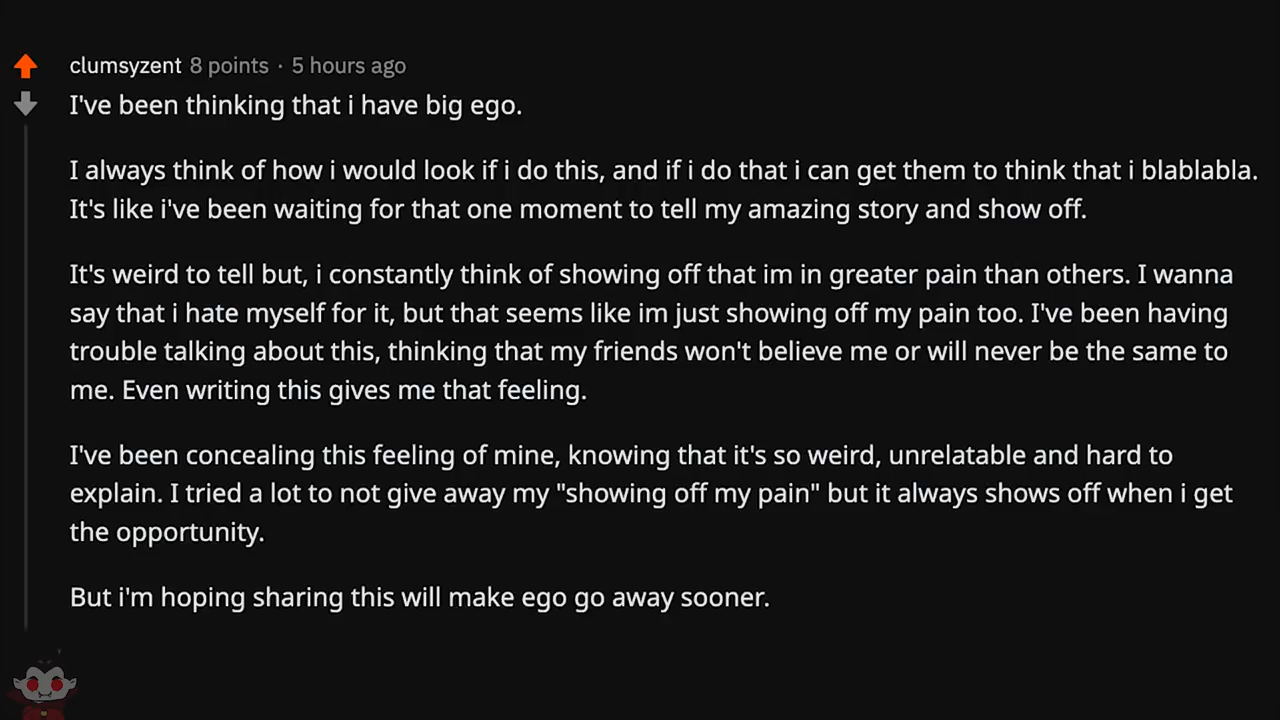 clumsyzent 8 points · 5 hours ago
I've been thinking that i have big ego.
I always think of how i would look if i do this, and if i do that i can get them to think that i blablabla.
It's like i've been waiting for that one moment to tell my amazing story and show off.
It's weird to tell but, i constantly think of showing off that im in greater pain than others. I wanna
say that i hate myself for it, but that seems like im just showing off my pain too. I've been having
trouble talking about this, thinking that my friends won't believe me or will never be the same to
me. Even writing this gives me that feeling.
I've been concealing this feeling of mine, knowing that it's so weird, unrelatable and hard to
explain. I tried a lot to not give away my "showing off my pain" but it always shows off when i get
the opportunity.
But i'm hoping sharing this will make ego go away sooner.